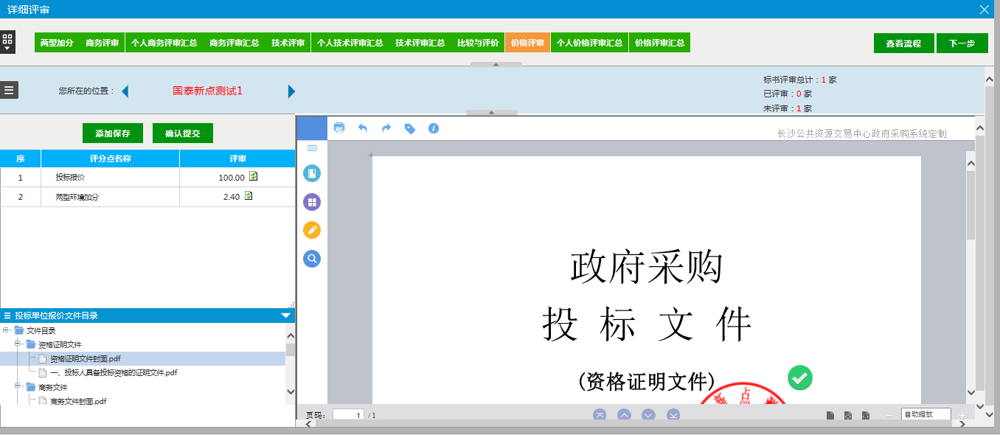 详细评审
两型加分 商务评审 个人商务评审汇总 商务评审汇总 技术评审 个人技术评审汇总 技术评审汇总 比较与评价 价格评审 个人价格评审汇总 价格评审汇总 查看流程 下一步
标书评审总计：1 家
您所在的位置： 国泰新点测试1 已评审：0 家
未评审：1 家
添加保存 确认提交
长沙公共资源交易中心政府采购系统定制
序 评分点名称 评审
1 投标报价 100.00
2 两型环境加分 2.40
政府采购
投标文件
(资格证明文件)
新点
投标单位报价文件目录
文件目录
资格证明文件
资格证明文件封面.pdf
一、投标人具备投标资格的证明文件.pdf
商务文件
商务文件封面.pdf
页码： 1 / 1 自动缩放